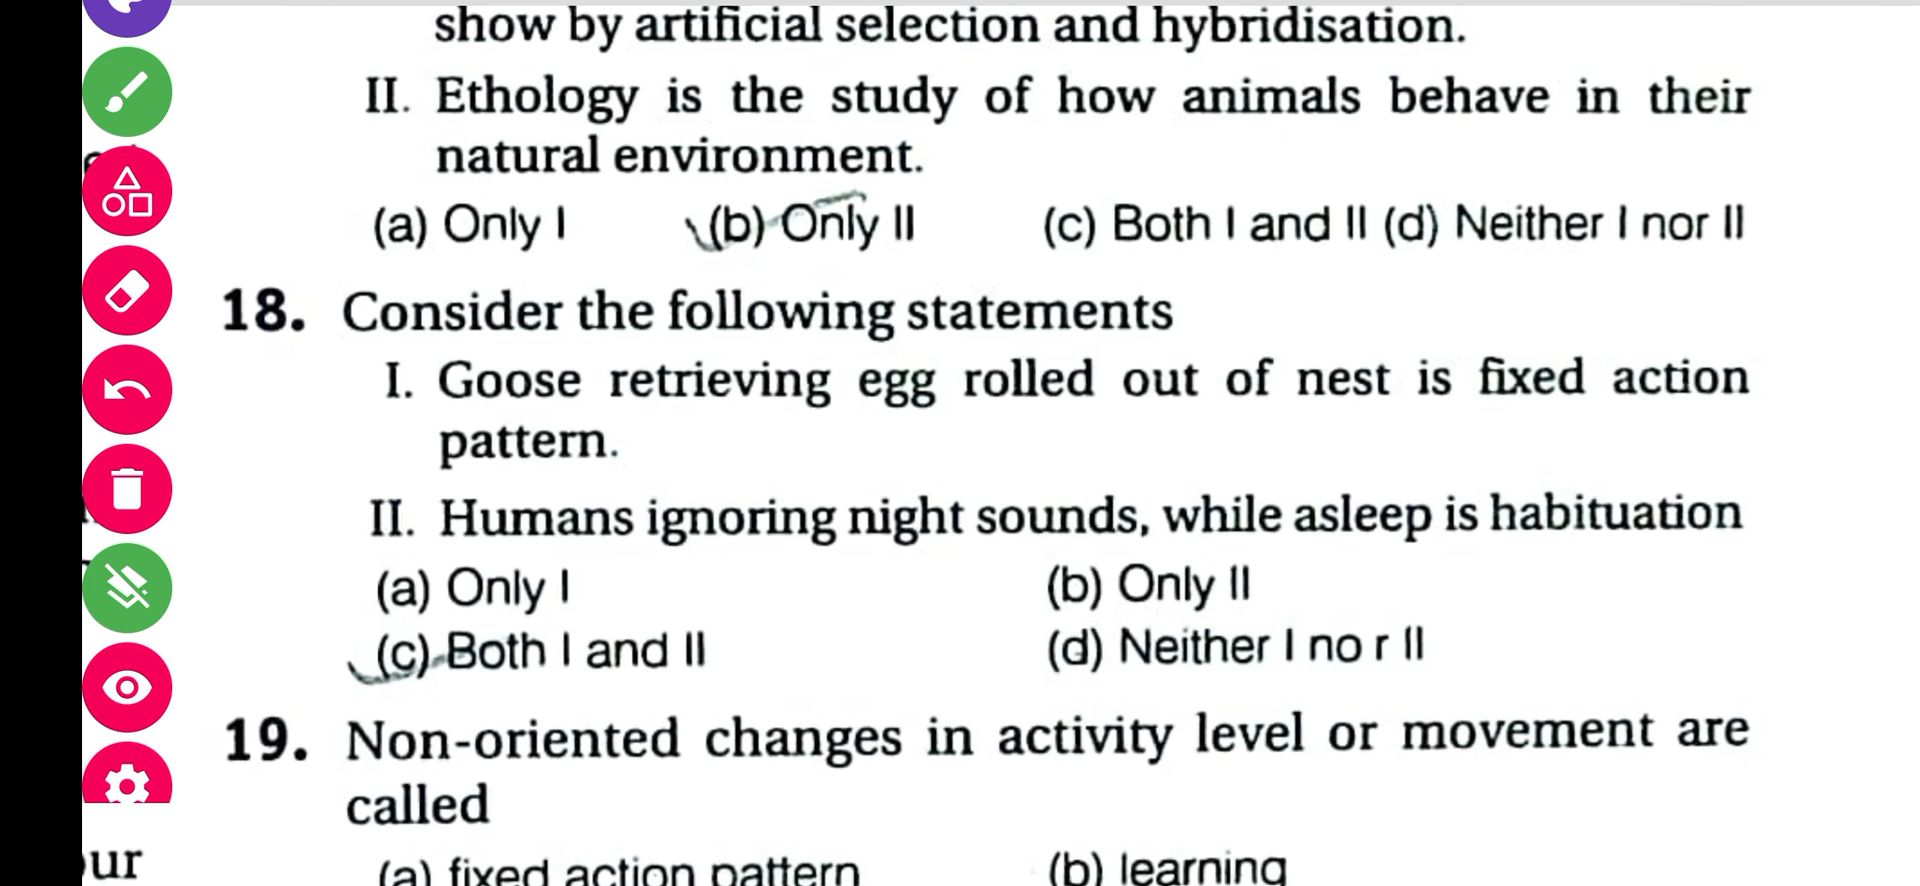 show by artificial selection and hybridisation.
II. Ethology is the study of how animals behave in their
natural environment.
(a) Only I (b) Only II (c) Both I and II (d) Neither I nor II
18. Consider the following statements
I. Goose retrieving egg rolled out of nest is fixed action
pattern.
II. Humans ignoring night sounds, while asleep is habituation
(a) Only I (b) Only II
(c) Both I and II (d) Neither I no r II
19. Non-oriented changes in activity level or movement are
called
ur
(a) fixed action pattern (b) learning